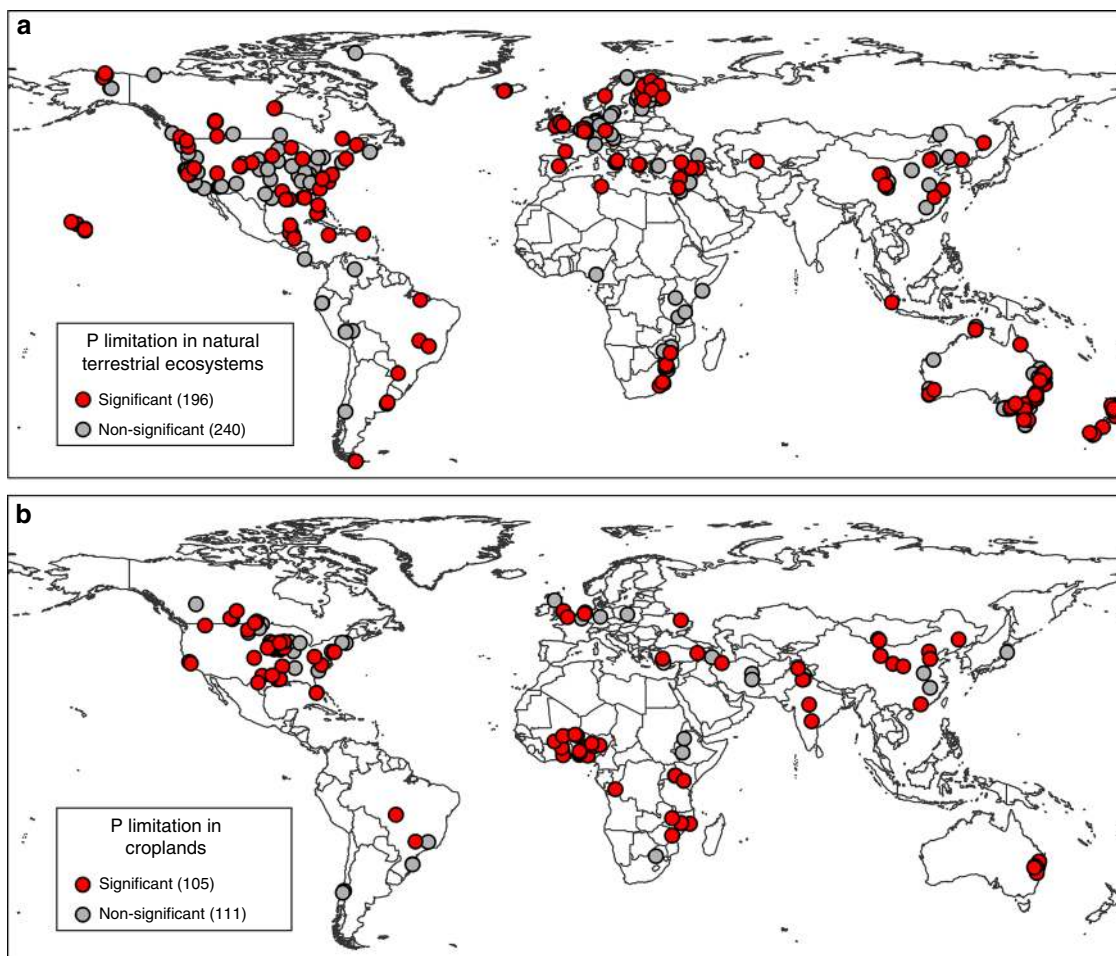 a
P limitation in natural
terrestrial ecosystems
Significant (196)
Non-significant (240)
b
P limitation in
croplands
Significant (105)
Non-significant (111)